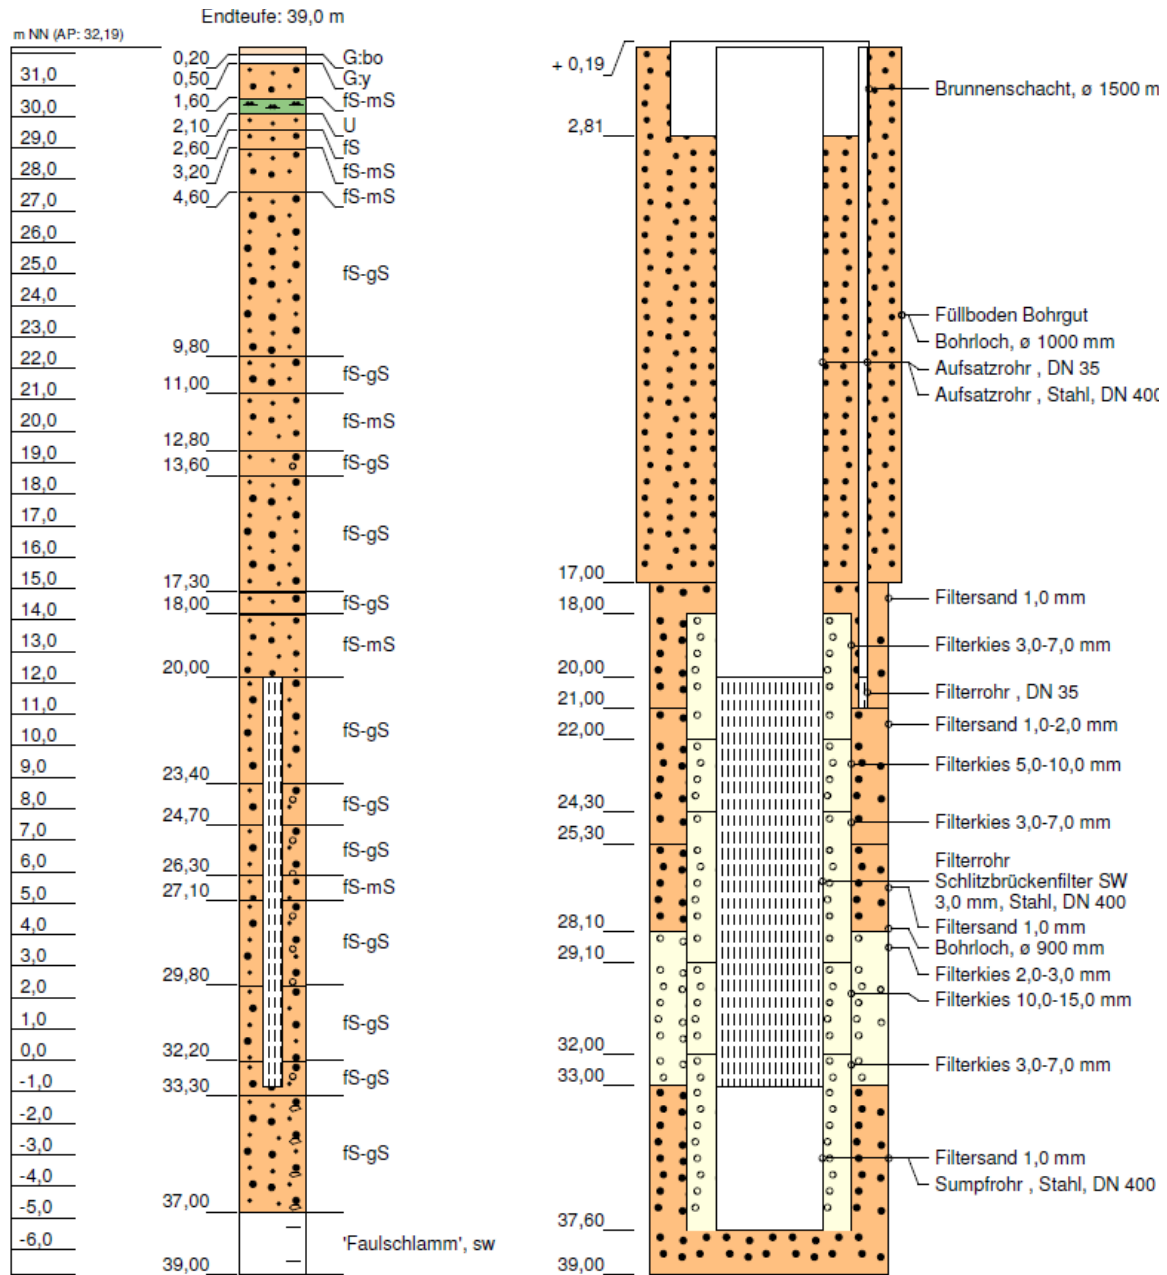 Endteufe: 39,0 m
m NN (AP: 32,19)
31,0
30,0
29,0
28,0
27,0
26,0
25,0
24,0
23,0
22,0
21,0
20,0
19,0
18,0
17,0
16,0
15,0
14,0
13,0
12,0
11,0
10,0
9,0
8,0
7,0
6,0
5,0
4,0
3,0
2,0
1,0
0,0
-1,0
-2,0
-3,0
-4,0
-5,0
-6,0
0,20
0,50
1,60
2,10
2,60
3,20
4,60
9,80
11,00
12,80
13,60
17,30
18,00
20,00
23,40
24,70
26,30
27,10
29,80
32,20
33,30
37,00
39,00
G:bo
G:y
fS-mS
U
fS
fS-mS
fS-mS
fS-gS
fS-gS
fS-mS
fS-gS
fS-gS
fS-gS
fS-mS
fS-gS
fS-gS
fS-gS
fS-mS
fS-gS
fS-gS
fS-gS
fS-gS
'Faulschlamm', sw
+ 0,19
2,81
17,00
18,00
20,00
21,00
22,00
24,30
25,30
28,10
29,10
32,00
33,00
37,60
39,00
Brunnenschacht, ø 1500 m
Füllboden Bohrgut
Bohrloch, ø 1000 mm
Aufsatzrohr , DN 35
Aufsatzrohr , Stahl, DN 400
Filtersand 1,0 mm
Filterkies 3,0-7,0 mm
Filterrohr , DN 35
Filtersand 1,0-2,0 mm
Filterkies 5,0-10,0 mm
Filterkies 3,0-7,0 mm
Filterrohr
Schlitzbrückenfilter SW
3,0 mm, Stahl, DN 400
Filtersand 1,0 mm
Bohrloch, ø 900 mm
Filterkies 2,0-3,0 mm
Filterkies 10,0-15,0 mm
Filterkies 3,0-7,0 mm
Filtersand 1,0 mm
Sumpfrohr , Stahl, DN 400